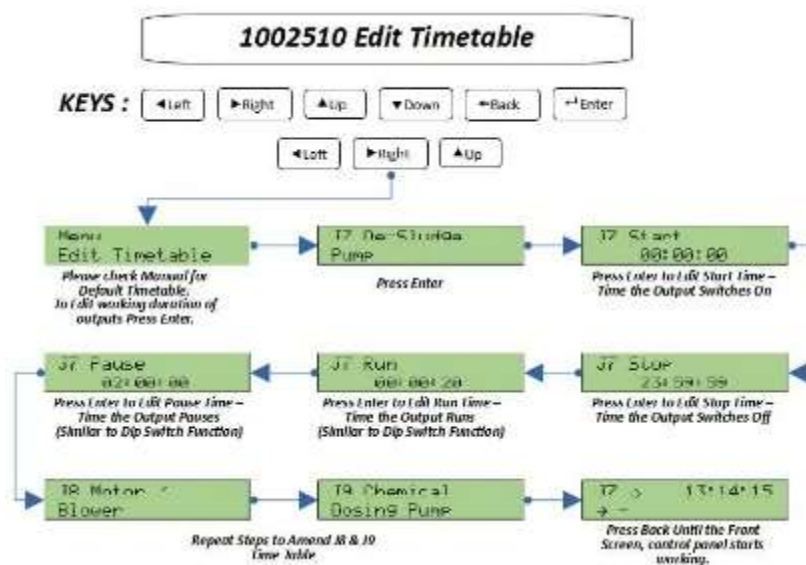 1002510 Edit Timetable
KEYS : ◄Left ►Right ▲Up ▼Down ←Back ↵Enter
◄Left ►Right ▲Up
Menu
Edit Timetable
Please check Manual for
Default Timetable.
To Edit working duration of
outputs Press Enter.
J7 De-Sludge
Pump
Press Enter
J7 Start
00:00:00
Press Enter to Edit Start Time –
Time the Output Switches On
J7 Stop
23:59:59
Press Enter to Edit Stop Time –
Time the Output Switches Off
J7 Run
00:00:20
Press Enter to Edit Run Time –
Time the Output Runs
(Similar to Dip Switch Function)
J7 Pause
02:00:00
Press Enter to Edit Pause Time –
Time the Output Pauses
(Similar to Dip Switch Function)
J8 Motor
Blower
J9 Chemical
Dosing Pump
Repeat Steps to Amend J8 & J9
Time Table
J7 13:14:15
Press Back Until the Front
Screen, control panel starts
working.